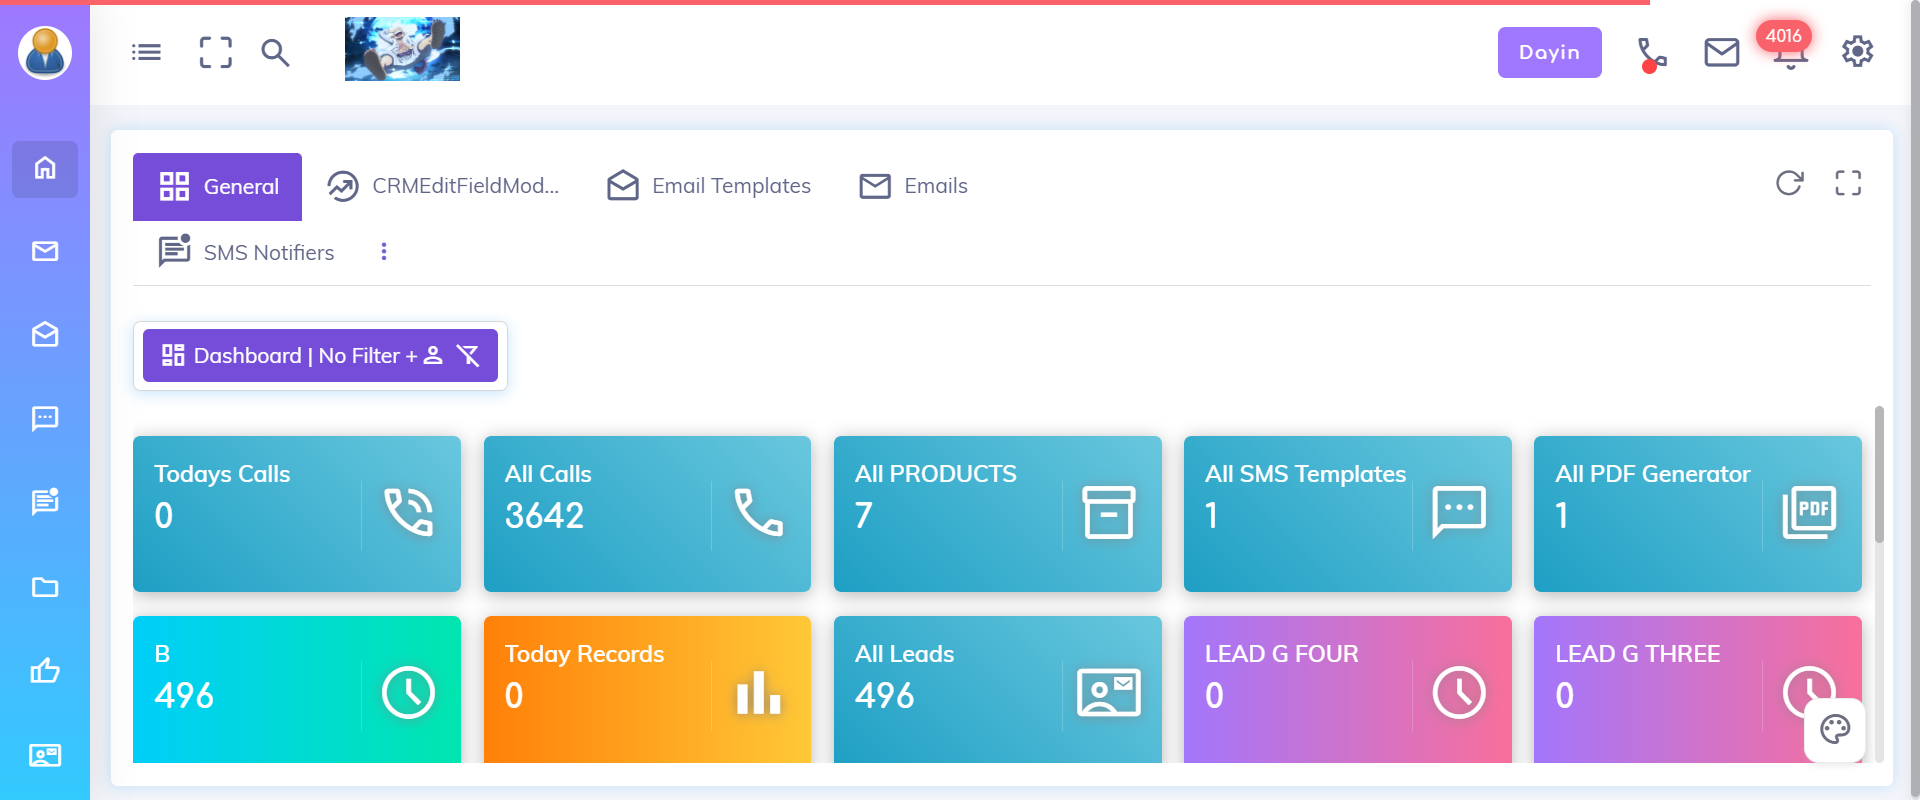 Dayin
4016
General
CRMEditFieldMod...
Email Templates
Emails
SMS Notifiers
Dashboard | No Filter +
Todays Calls
0
All Calls
3642
All PRODUCTS
7
All SMS Templates
1
All PDF Generator
1
PDF
B
496
Today Records
0
All Leads
496
LEAD G FOUR
0
LEAD G THREE
0